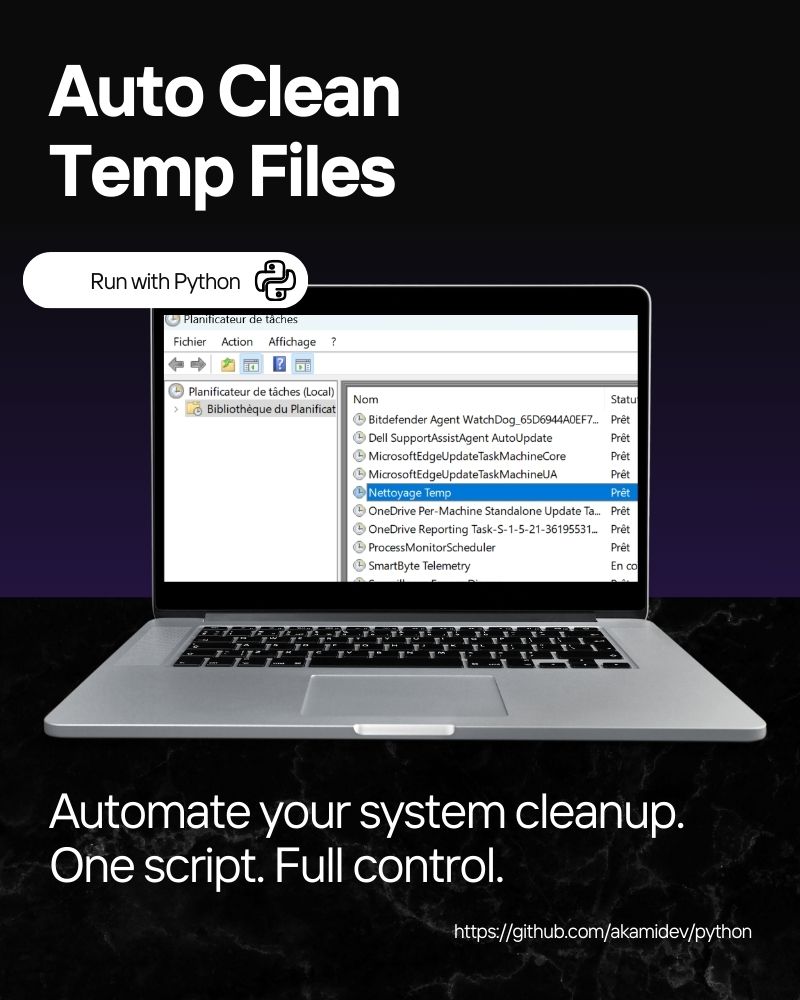 Auto Clean
Temp Files
Run with Python
Planificateur de tâches
Fichier Action Affichage ?
Planificateur de tâches (Local)
Bibliothèque du Planificat
Nom Statu
Bitdefender Agent WatchDog_65D6944A0EF7... Prêt
Dell SupportAssistAgent AutoUpdate Prêt
MicrosoftEdgeUpdateTaskMachineCore Prêt
MicrosoftEdgeUpdateTaskMachineUA Prêt
Nettoyage Temp Prêt
OneDrive Per-Machine Standalone Update Ta... Prêt
OneDrive Reporting Task-S-1-5-21-36195531... Prêt
ProcessMonitorScheduler Prêt
SmartByte Telemetry En co
Automate your system cleanup.
One script. Full control.
https://github.com/akamidev/python